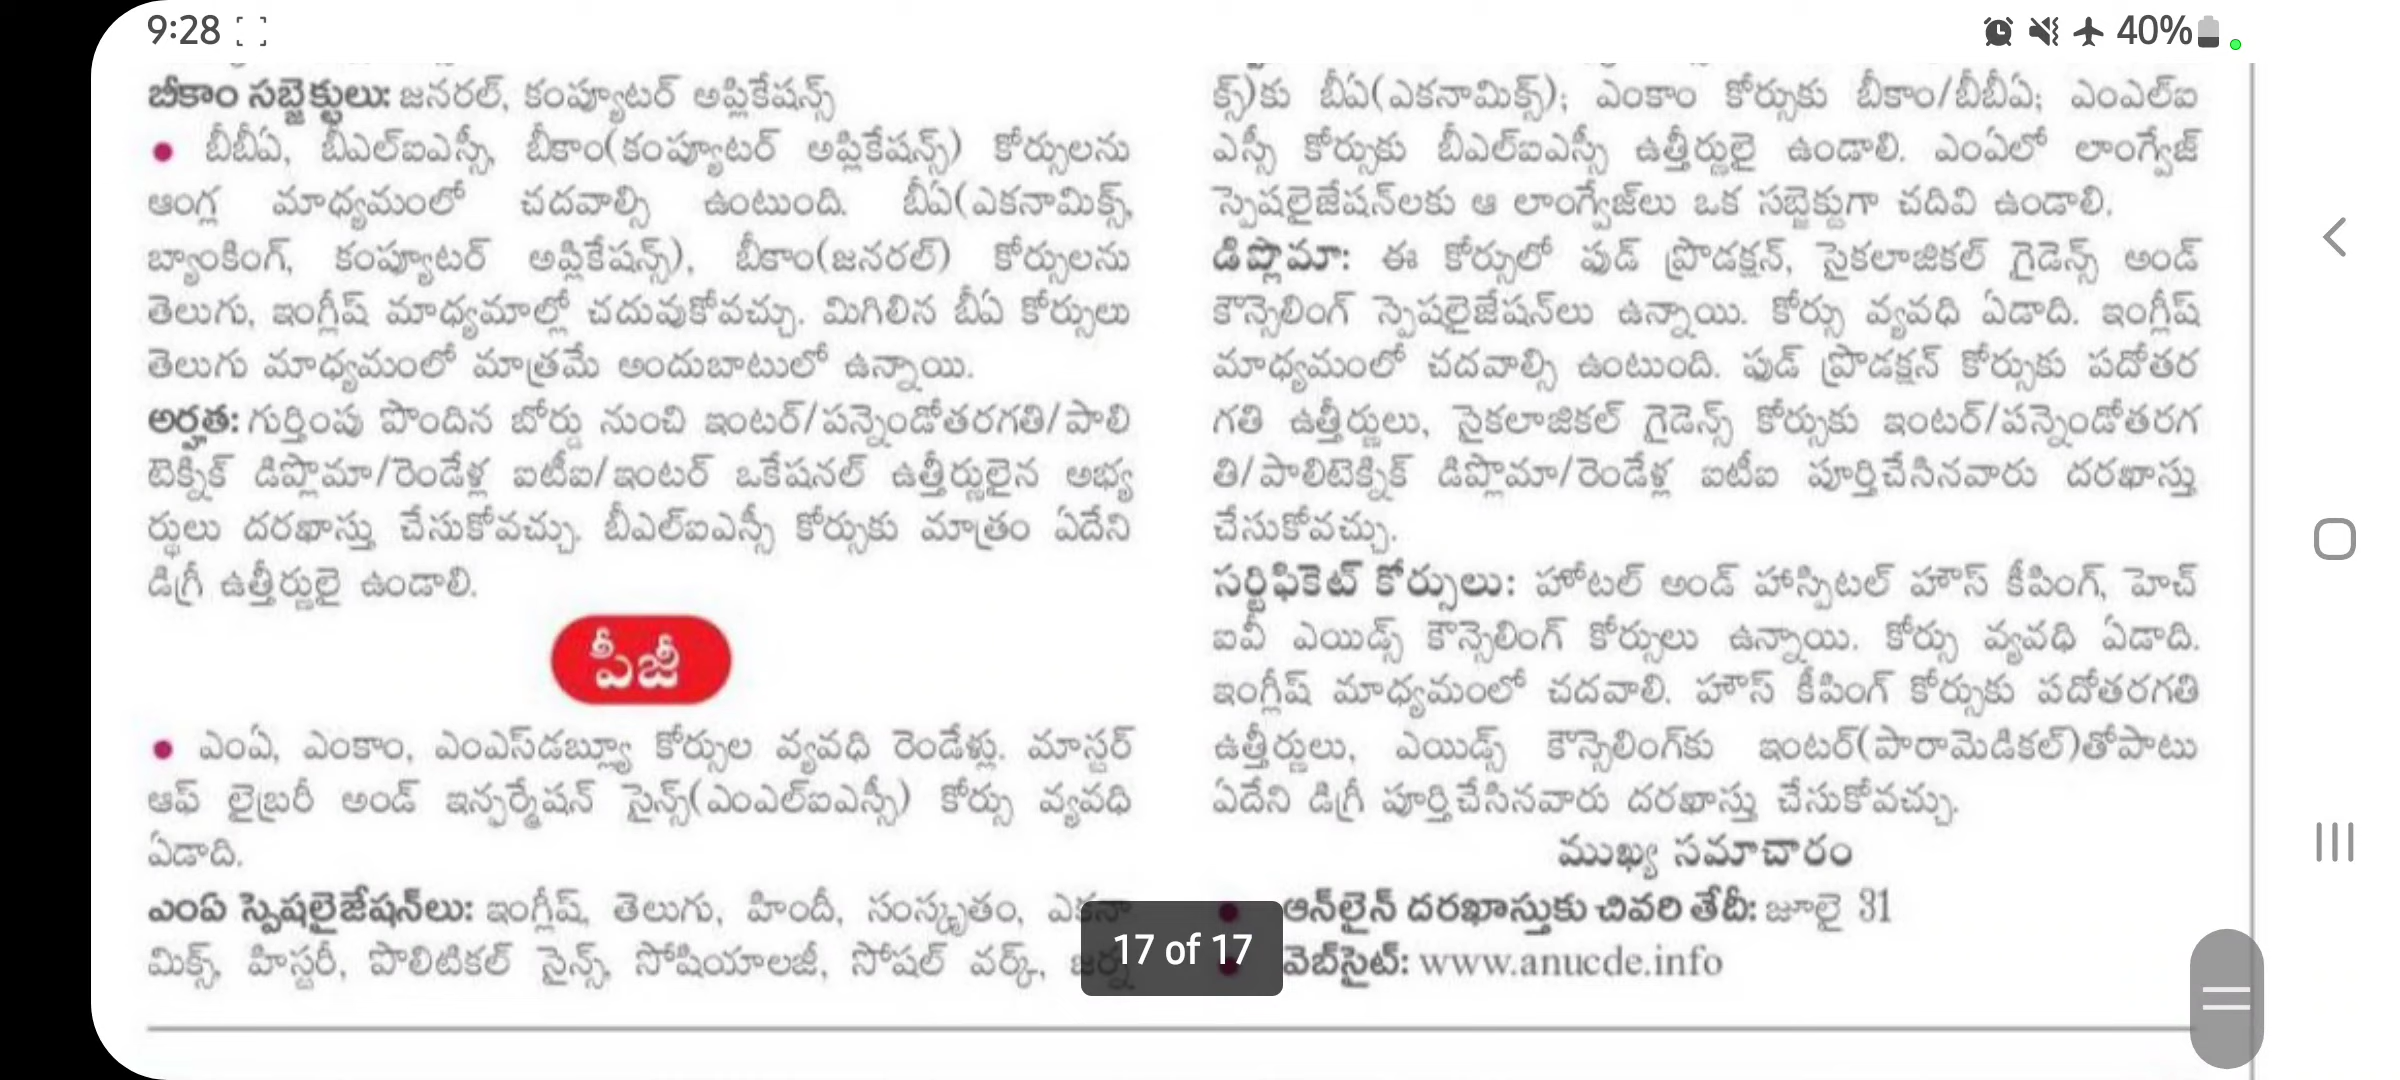 9:28
40%
బీకాం సబ్జెక్టులు: జనరల్, కంప్యూటర్ అప్లికేషన్స్
• బీబీఏ, బీఎల్ఐఎస్సీ, బీకాం(కంప్యూటర్ అప్లికేషన్స్) కోర్సులను
ఆంగ్ల మాధ్యమంలో చదవాల్సి ఉంటుంది. బీఏ(ఎకనామిక్స్,
బ్యాంకింగ్, కంప్యూటర్ అప్లికేషన్స్), బీకాం(జనరల్) కోర్సులను
తెలుగు, ఇంగ్లీష్ మాధ్యమాల్లో చదువుకోవచ్చు. మిగిలిన బీఏ కోర్సులు
తెలుగు మాధ్యమంలో మాత్రమే అందుబాటులో ఉన్నాయి.
అర్హత: గుర్తింపు పొందిన బోర్డు నుంచి ఇంటర్/పన్నెండోతరగతి/పాలి
టెక్నిక్ డిప్లొమా/రెండేళ్ల ఐటీఐ/ఇంటర్ ఒకేషనల్ ఉత్తీర్ణులైన అభ్య
ర్థులు దరఖాస్తు చేసుకోవచ్చు. బీఎల్ఐఎస్సీ కోర్సుకు మాత్రం ఏదేని
డిగ్రీ ఉత్తీర్ణులై ఉండాలి.
పీజీ
• ఎంఏ, ఎంకాం, ఎంఎస్‌డబ్ల్యూ కోర్సుల వ్యవధి రెండేళ్లు. మాస్టర్
ఆఫ్ లైబ్రరీ అండ్ ఇన్ఫర్మేషన్ సైన్స్(ఎంఎల్ఐఎస్సీ) కోర్సు వ్యవధి
ఏడాది.
ఎంఏ స్పెషలైజేషన్‌లు: ఇంగ్లీష్, తెలుగు, హిందీ, సంస్కృతం, ఎకనా
మిక్స్, హిస్టరీ, పొలిటికల్ సైన్స్, సోషియాలజీ, సోషల్ వర్క్, జర్న
క్స్)కు బీఏ(ఎకనామిక్స్); ఎంకాం కోర్సుకు బీకాం/బీబీఏ; ఎంఎల్ఐ
ఎస్సీ కోర్సుకు బీఎల్ఐఎస్సీ ఉత్తీర్ణులై ఉండాలి. ఎంఏలో లాంగ్వేజ్
స్పెషలైజేషన్‌లకు ఆ లాంగ్వేజ్‌లు ఒక సబ్జెక్టుగా చదివి ఉండాలి.
డిప్లొమా: ఈ కోర్సులో ఫుడ్ ప్రొడక్షన్, సైకలాజికల్ గైడెన్స్ అండ్
కౌన్సెలింగ్ స్పెషలైజేషన్‌లు ఉన్నాయి. కోర్సు వ్యవధి ఏడాది. ఇంగ్లీష్
మాధ్యమంలో చదవాల్సి ఉంటుంది. ఫుడ్ ప్రొడక్షన్ కోర్సుకు పదోతర
గతి ఉత్తీర్ణులు, సైకలాజికల్ గైడెన్స్ కోర్సుకు ఇంటర్/పన్నెండోతరగ
తి/పాలిటెక్నిక్ డిప్లొమా/రెండేళ్ల ఐటీఐ పూర్తిచేసినవారు దరఖాస్తు
చేసుకోవచ్చు.
సర్టిఫికెట్ కోర్సులు: హోటల్ అండ్ హాస్పిటల్ హౌస్ కీపింగ్, హెచ్
ఐవీ ఎయిడ్స్ కౌన్సెలింగ్ కోర్సులు ఉన్నాయి. కోర్సు వ్యవధి ఏడాది.
ఇంగ్లీష్ మాధ్యమంలో చదవాలి. హౌస్ కీపింగ్ కోర్సుకు పదోతరగతి
ఉత్తీర్ణులు, ఎయిడ్స్ కౌన్సెలింగ్‌కు ఇంటర్(పారామెడికల్)తోపాటు
ఏదేని డిగ్రీ పూర్తిచేసినవారు దరఖాస్తు చేసుకోవచ్చు.
ముఖ్య సమాచారం
• ఆన్‌లైన్ దరఖాస్తుకు చివరి తేదీ: జూలై 31
• వెబ్‌సైట్: www.anucde.info
17 of 17